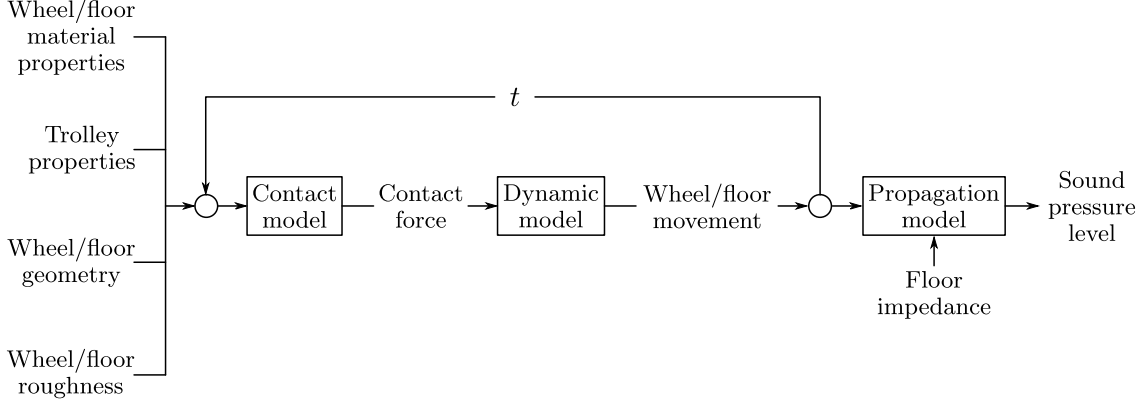 Wheel/floor
material
properties
Trolley
properties
Wheel/floor
geometry
Wheel/floor
roughness
t
Contact
model
Contact
force
Dynamic
model
Wheel/floor
movement
Propagation
model
Floor
impedance
Sound
pressure
level